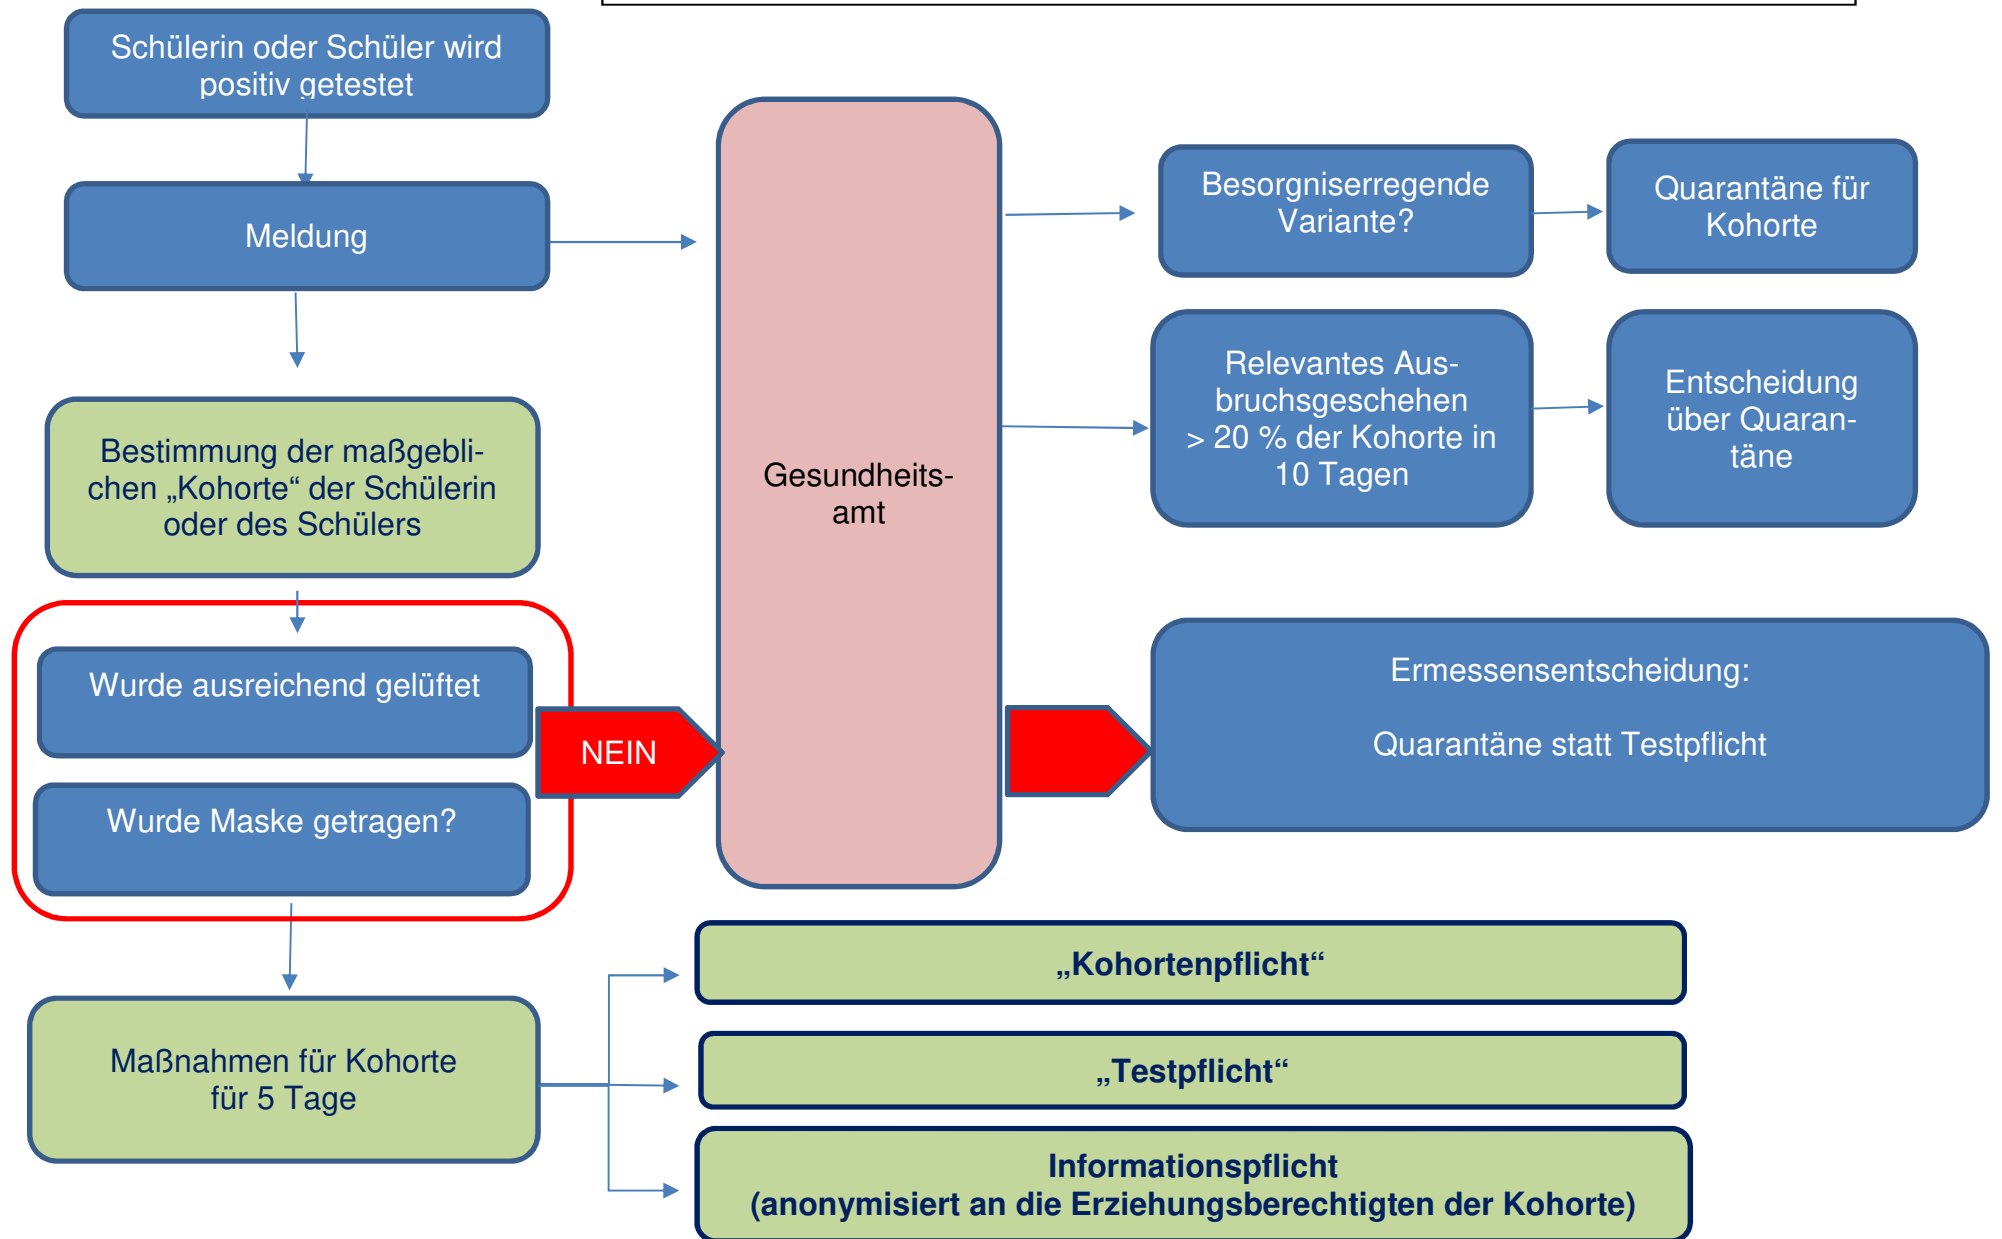 Schülerin oder Schüler wird
positiv getestet
Meldung
Bestimmung der maßgebli-
chen „Kohorte“ der Schülerin
oder des Schülers
Wurde ausreichend gelüftet
Wurde Maske getragen?
NEIN
Maßnahmen für Kohorte
für 5 Tage
Gesundheits-
amt
Besorgniserregende
Variante?
Quarantäne für
Kohorte
Relevantes Aus-
bruchsgeschehen
> 20 % der Kohorte in
10 Tagen
Entscheidung
über Quaran-
täne
Ermessensentscheidung:
Quarantäne statt Testpflicht
„Kohortenpflicht“
„Testpflicht“
Informationspflicht
(anonymisiert an die Erziehungsberechtigten der Kohorte)